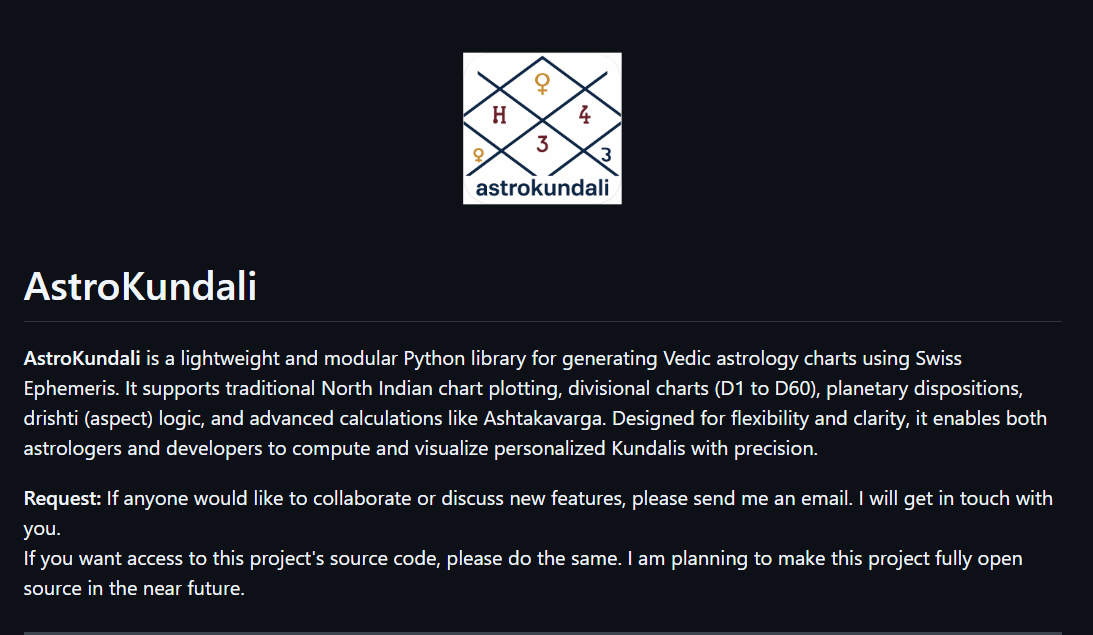 ♀
H 4
3
♀ 3
astrokundali
AstroKundali
AstroKundali is a lightweight and modular Python library for generating Vedic astrology charts using Swiss
Ephemeris. It supports traditional North Indian chart plotting, divisional charts (D1 to D60), planetary dispositions,
drishti (aspect) logic, and advanced calculations like Ashtakavarga. Designed for flexibility and clarity, it enables both
astrologers and developers to compute and visualize personalized Kundalis with precision.
Request: If anyone would like to collaborate or discuss new features, please send me an email. I will get in touch with
you.
If you want access to this project's source code, please do the same. I am planning to make this project fully open
source in the near future.